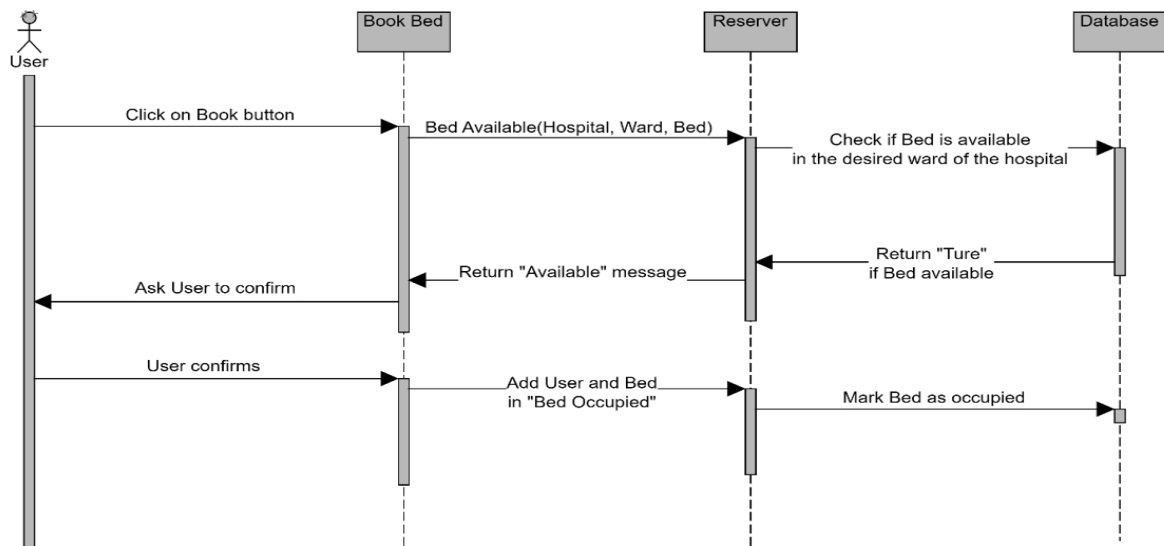 Book Bed
Reserver
Database
User
Click on Book button
Bed Available(Hospital, Ward, Bed)
Check if Bed is available
in the desired ward of the hospital
Return "Ture"
if Bed available
Return "Available" message
Ask User to confirm
User confirms
Add User and Bed
in "Bed Occupied"
Mark Bed as occupied